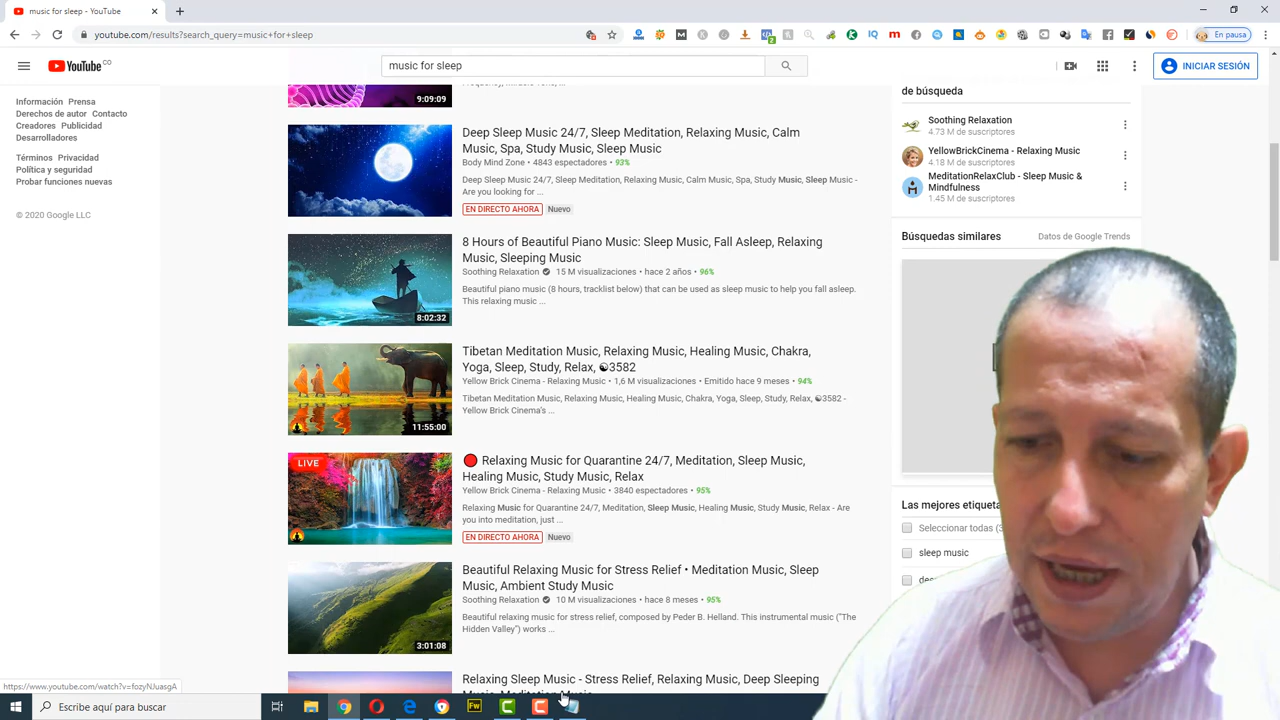 music for sleep - YouTube
youtube.com/results?search_query=music+for+sleep
2
En pausa
YouTube CO
music for sleep
INICIAR SESIÓN
Información Prensa
Derechos de autor Contacto
Creadores Publicidad
Desarrolladores
Términos Privacidad
Política y seguridad
Probar funciones nuevas
© 2020 Google LLC
9:09:09
Deep Sleep Music 24/7, Sleep Meditation, Relaxing Music, Calm
Music, Spa, Study Music, Sleep Music
Body Mind Zone • 4843 espectadores • 93%
Deep Sleep Music 24/7, Sleep Meditation, Relaxing Music, Calm Music, Spa, Study Music, Sleep Music -
Are you looking for ...
EN DIRECTO AHORA Nuevo
8:02:32
8 Hours of Beautiful Piano Music: Sleep Music, Fall Asleep, Relaxing
Music, Sleeping Music
Soothing Relaxation 15 M visualizaciones • hace 2 años • 96%
Beautiful piano music (8 hours, tracklist below) that can be used as sleep music to help you fall asleep.
This relaxing music ...
11:55:00
Tibetan Meditation Music, Relaxing Music, Healing Music, Chakra,
Yoga, Sleep, Study, Relax, ☯3582
Yellow Brick Cinema - Relaxing Music • 1,6 M visualizaciones • Emitido hace 9 meses • 94%
Tibetan Meditation Music, Relaxing Music, Healing Music, Chakra, Yoga, Sleep, Study, Relax, ☯3582 -
Yellow Brick Cinema's ...
LIVE
🔴 Relaxing Music for Quarantine 24/7, Meditation, Sleep Music,
Healing Music, Study Music, Relax
Yellow Brick Cinema - Relaxing Music • 3840 espectadores • 95%
Relaxing Music for Quarantine 24/7, Meditation, Sleep Music, Healing Music, Study Music, Relax - Are
you into meditation, just ...
EN DIRECTO AHORA Nuevo
3:01:08
Beautiful Relaxing Music for Stress Relief • Meditation Music, Sleep
Music, Ambient Study Music
Soothing Relaxation 10 M visualizaciones • hace 8 meses • 95%
Beautiful relaxing music for stress relief, composed by Peder B. Helland. This instrumental music ("The
Hidden Valley") works ...
Relaxing Sleep Music - Stress Relief, Relaxing Music, Deep Sleeping
Music, Meditation Music
de búsqueda
Soothing Relaxation
4.73 M de suscriptores
YellowBrickCinema - Relaxing Music
4.18 M de suscriptores
MeditationRelaxClub - Sleep Music &
Mindfulness
1.45 M de suscriptores
Búsquedas similares Datos de Google Trends
Las mejores etiqueta
Seleccionar todas (3
sleep music
https://www.youtube.com/watch?v=fozyNJuasgA
Escribe aquí para buscar
Fw